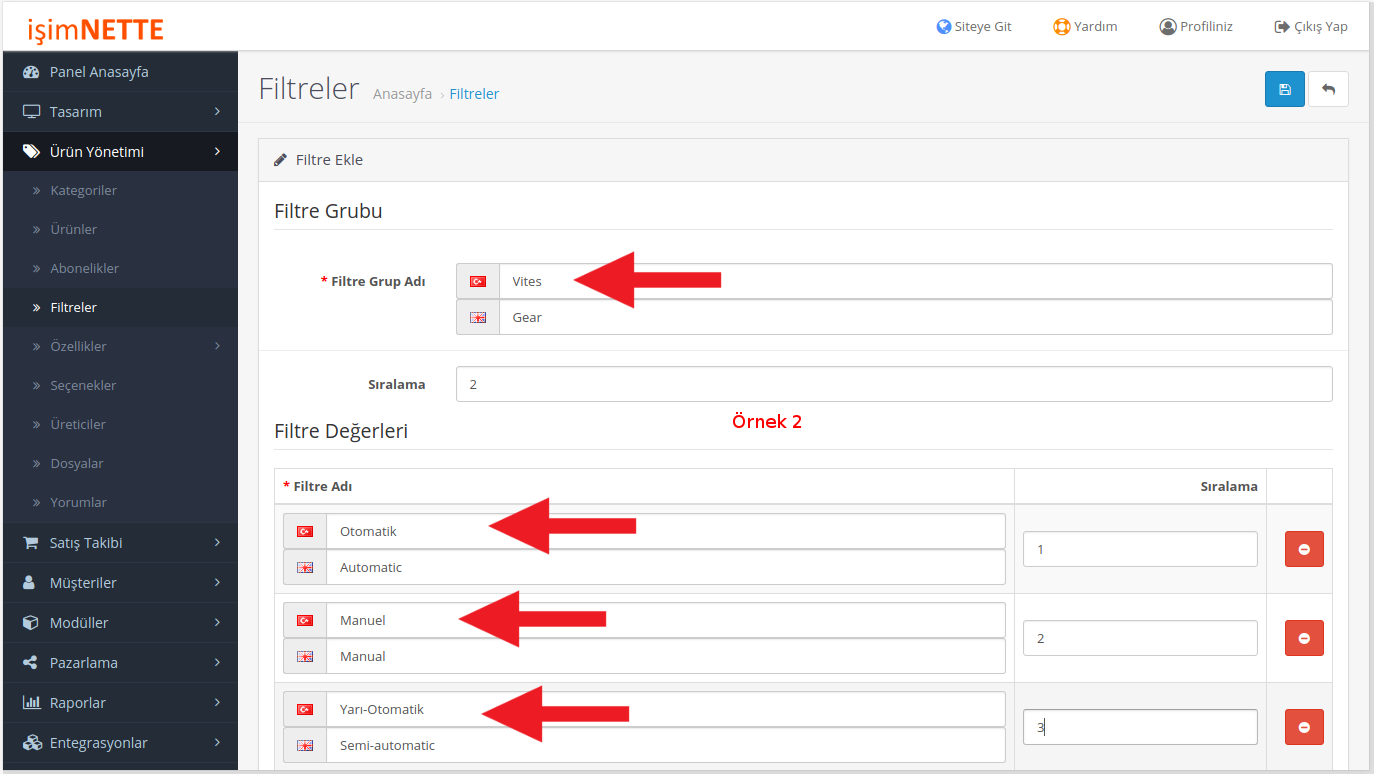 işimNETTE
Siteye Git
Yardım
Profiliniz
Çıkış Yap
Panel Anasayfa
Tasarım
Ürün Yönetimi
Kategoriler
Ürünler
Abonelikler
Filtreler
Özellikler
Seçenekler
Üreticiler
Dosyalar
Yorumlar
Satış Takibi
Müşteriler
Modüller
Pazarlama
Raporlar
Entegrasyonlar
Filtreler
Anasayfa › Filtreler
Filtre Ekle
Filtre Grubu
* Filtre Grup Adı
Vites
Gear
Sıralama
2
Örnek 2
Filtre Değerleri
* Filtre Adı
Sıralama
Otomatik
Automatic
1
Manuel
Manual
2
Yarı-Otomatik
Semi-automatic
3